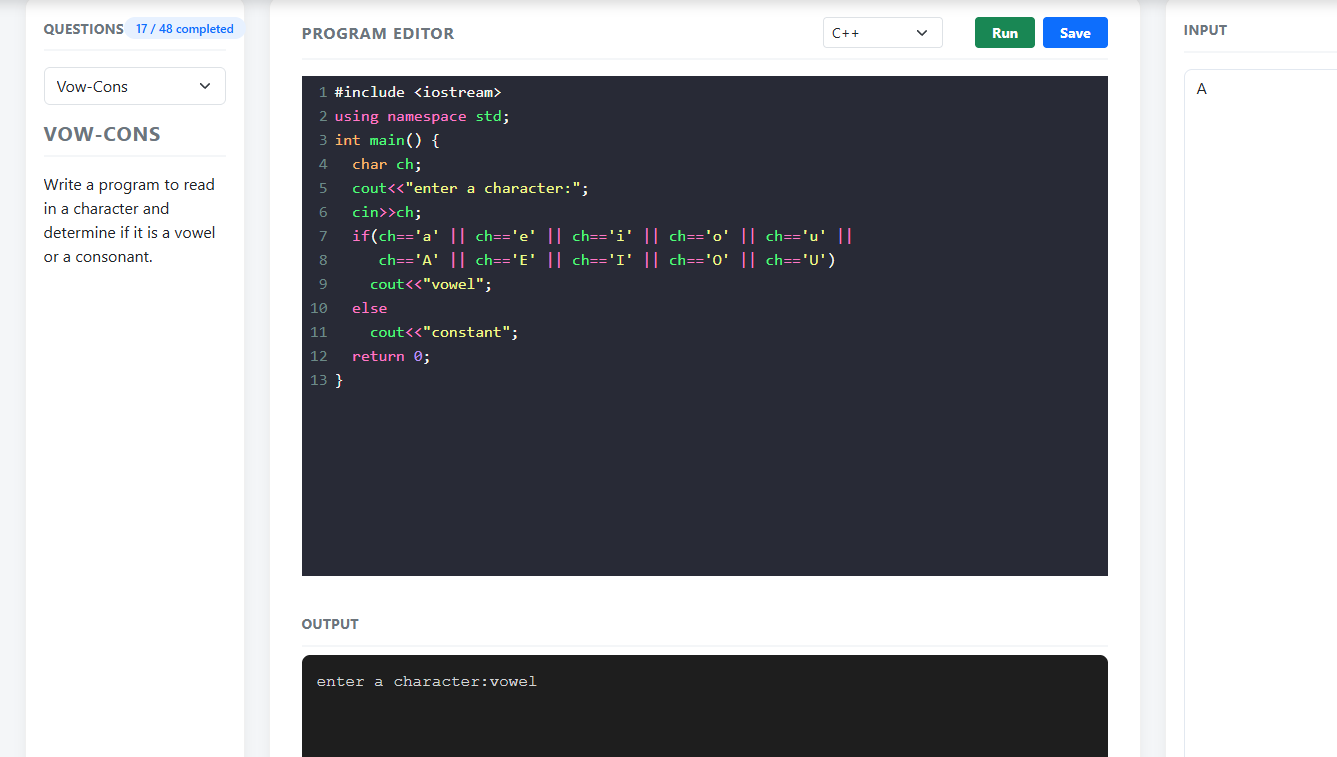 QUESTIONS 17 / 48 completed
Vow-Cons
VOW-CONS
Write a program to read
in a character and
determine if it is a vowel
or a consonant.
PROGRAM EDITOR C++ Run Save
1 #include <iostream>
2 using namespace std;
3 int main() {
4   char ch;
5   cout<<"enter a character:";
6   cin>>ch;
7   if(ch=='a' || ch=='e' || ch=='i' || ch=='o' || ch=='u' ||
8      ch=='A' || ch=='E' || ch=='I' || ch=='O' || ch=='U')
9     cout<<"vowel";
10   else
11     cout<<"constant";
12   return 0;
13 }
OUTPUT
enter a character:vowel
INPUT
A